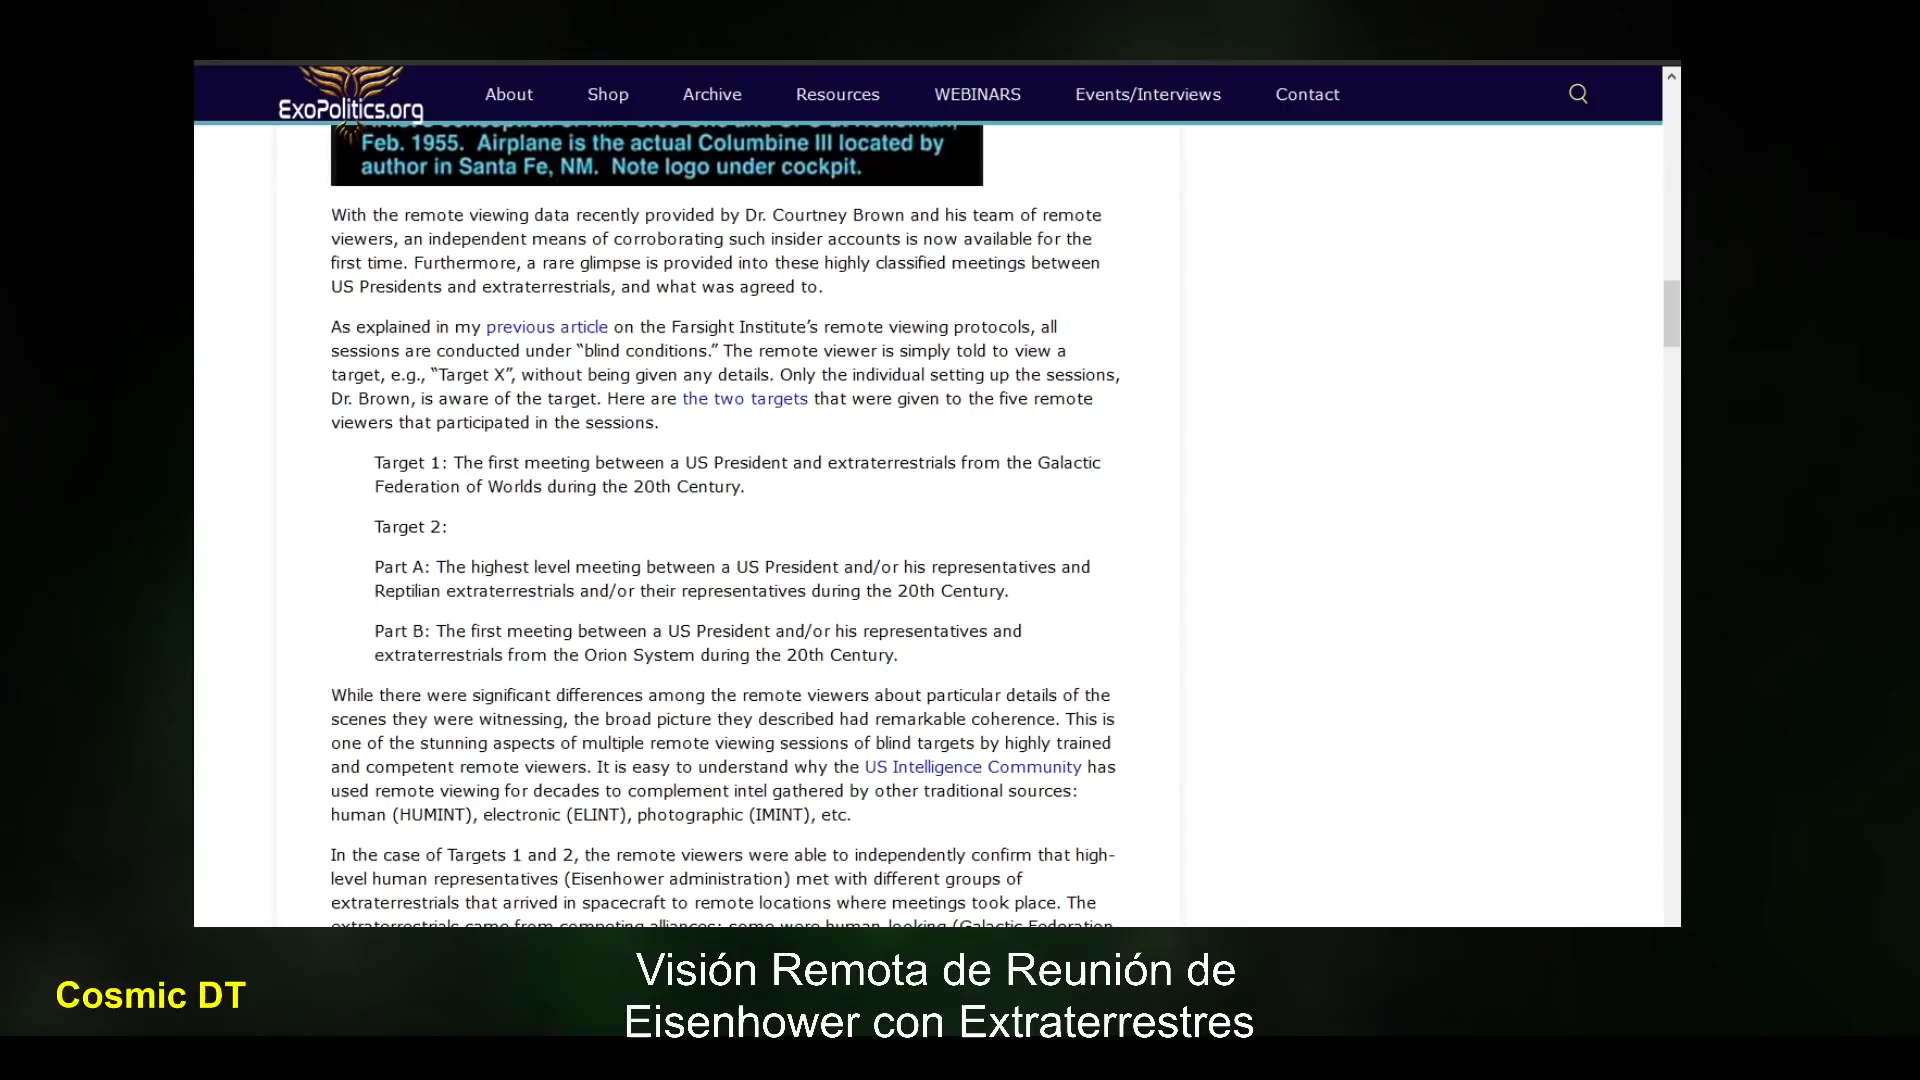 ExoPolitics.org
About Shop Archive Resources WEBINARS Events/Interviews Contact
Feb. 1955. Airplane is the actual Columbine III located by
author in Santa Fe, NM. Note logo under cockpit.
With the remote viewing data recently provided by Dr. Courtney Brown and his team of remote
viewers, an independent means of corroborating such insider accounts is now available for the
first time. Furthermore, a rare glimpse is provided into these highly classified meetings between
US Presidents and extraterrestrials, and what was agreed to.
As explained in my previous article on the Farsight Institute’s remote viewing protocols, all
sessions are conducted under “blind conditions.” The remote viewer is simply told to view a
target, e.g., “Target X”, without being given any details. Only the individual setting up the sessions,
Dr. Brown, is aware of the target. Here are the two targets that were given to the five remote
viewers that participated in the sessions.
Target 1: The first meeting between a US President and extraterrestrials from the Galactic
Federation of Worlds during the 20th Century.
Target 2:
Part A: The highest level meeting between a US President and/or his representatives and
Reptilian extraterrestrials and/or their representatives during the 20th Century.
Part B: The first meeting between a US President and/or his representatives and
extraterrestrials from the Orion System during the 20th Century.
While there were significant differences among the remote viewers about particular details of the
scenes they were witnessing, the broad picture they described had remarkable coherence. This is
one of the stunning aspects of multiple remote viewing sessions of blind targets by highly trained
and competent remote viewers. It is easy to understand why the US Intelligence Community has
used remote viewing for decades to complement intel gathered by other traditional sources:
human (HUMINT), electronic (ELINT), photographic (IMINT), etc.
In the case of Targets 1 and 2, the remote viewers were able to independently confirm that high-
level human representatives (Eisenhower administration) met with different groups of
extraterrestrials that arrived in spacecraft to remote locations where meetings took place. The
extraterrestrials came from competing alliances; some were human-looking (Galactic Federation
Visión Remota de Reunión de
Eisenhower con Extraterrestres
Cosmic DT